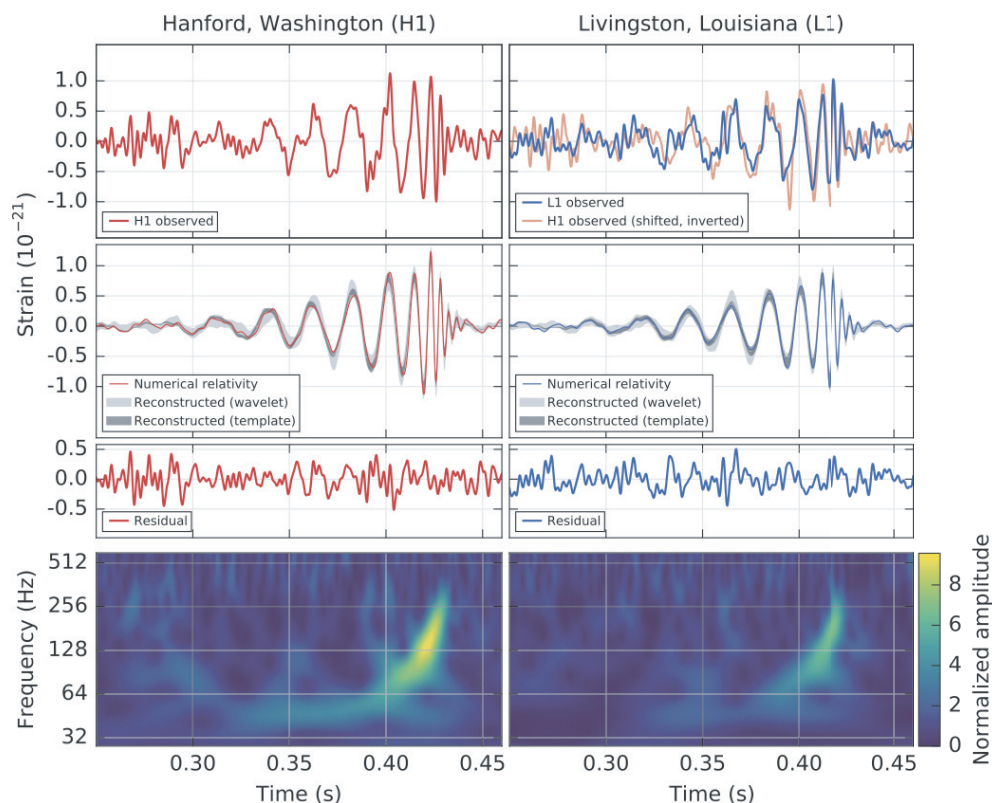 Hanford, Washington (H1)
Livingston, Louisiana (L1)
Strain (10⁻²¹)
1.0
0.5
0.0
-0.5
-1.0
H1 observed
L1 observed
H1 observed (shifted, inverted)
1.0
0.5
0.0
-0.5
-1.0
Numerical relativity
Reconstructed (wavelet)
Reconstructed (template)
Numerical relativity
Reconstructed (wavelet)
Reconstructed (template)
0.5
0.0
-0.5
Residual
Residual
Frequency (Hz)
512
256
128
64
32
Normalized amplitude
8
6
4
2
0
0.30
0.35
0.40
0.45
0.30
0.35
0.40
0.45
Time (s)
Time (s)